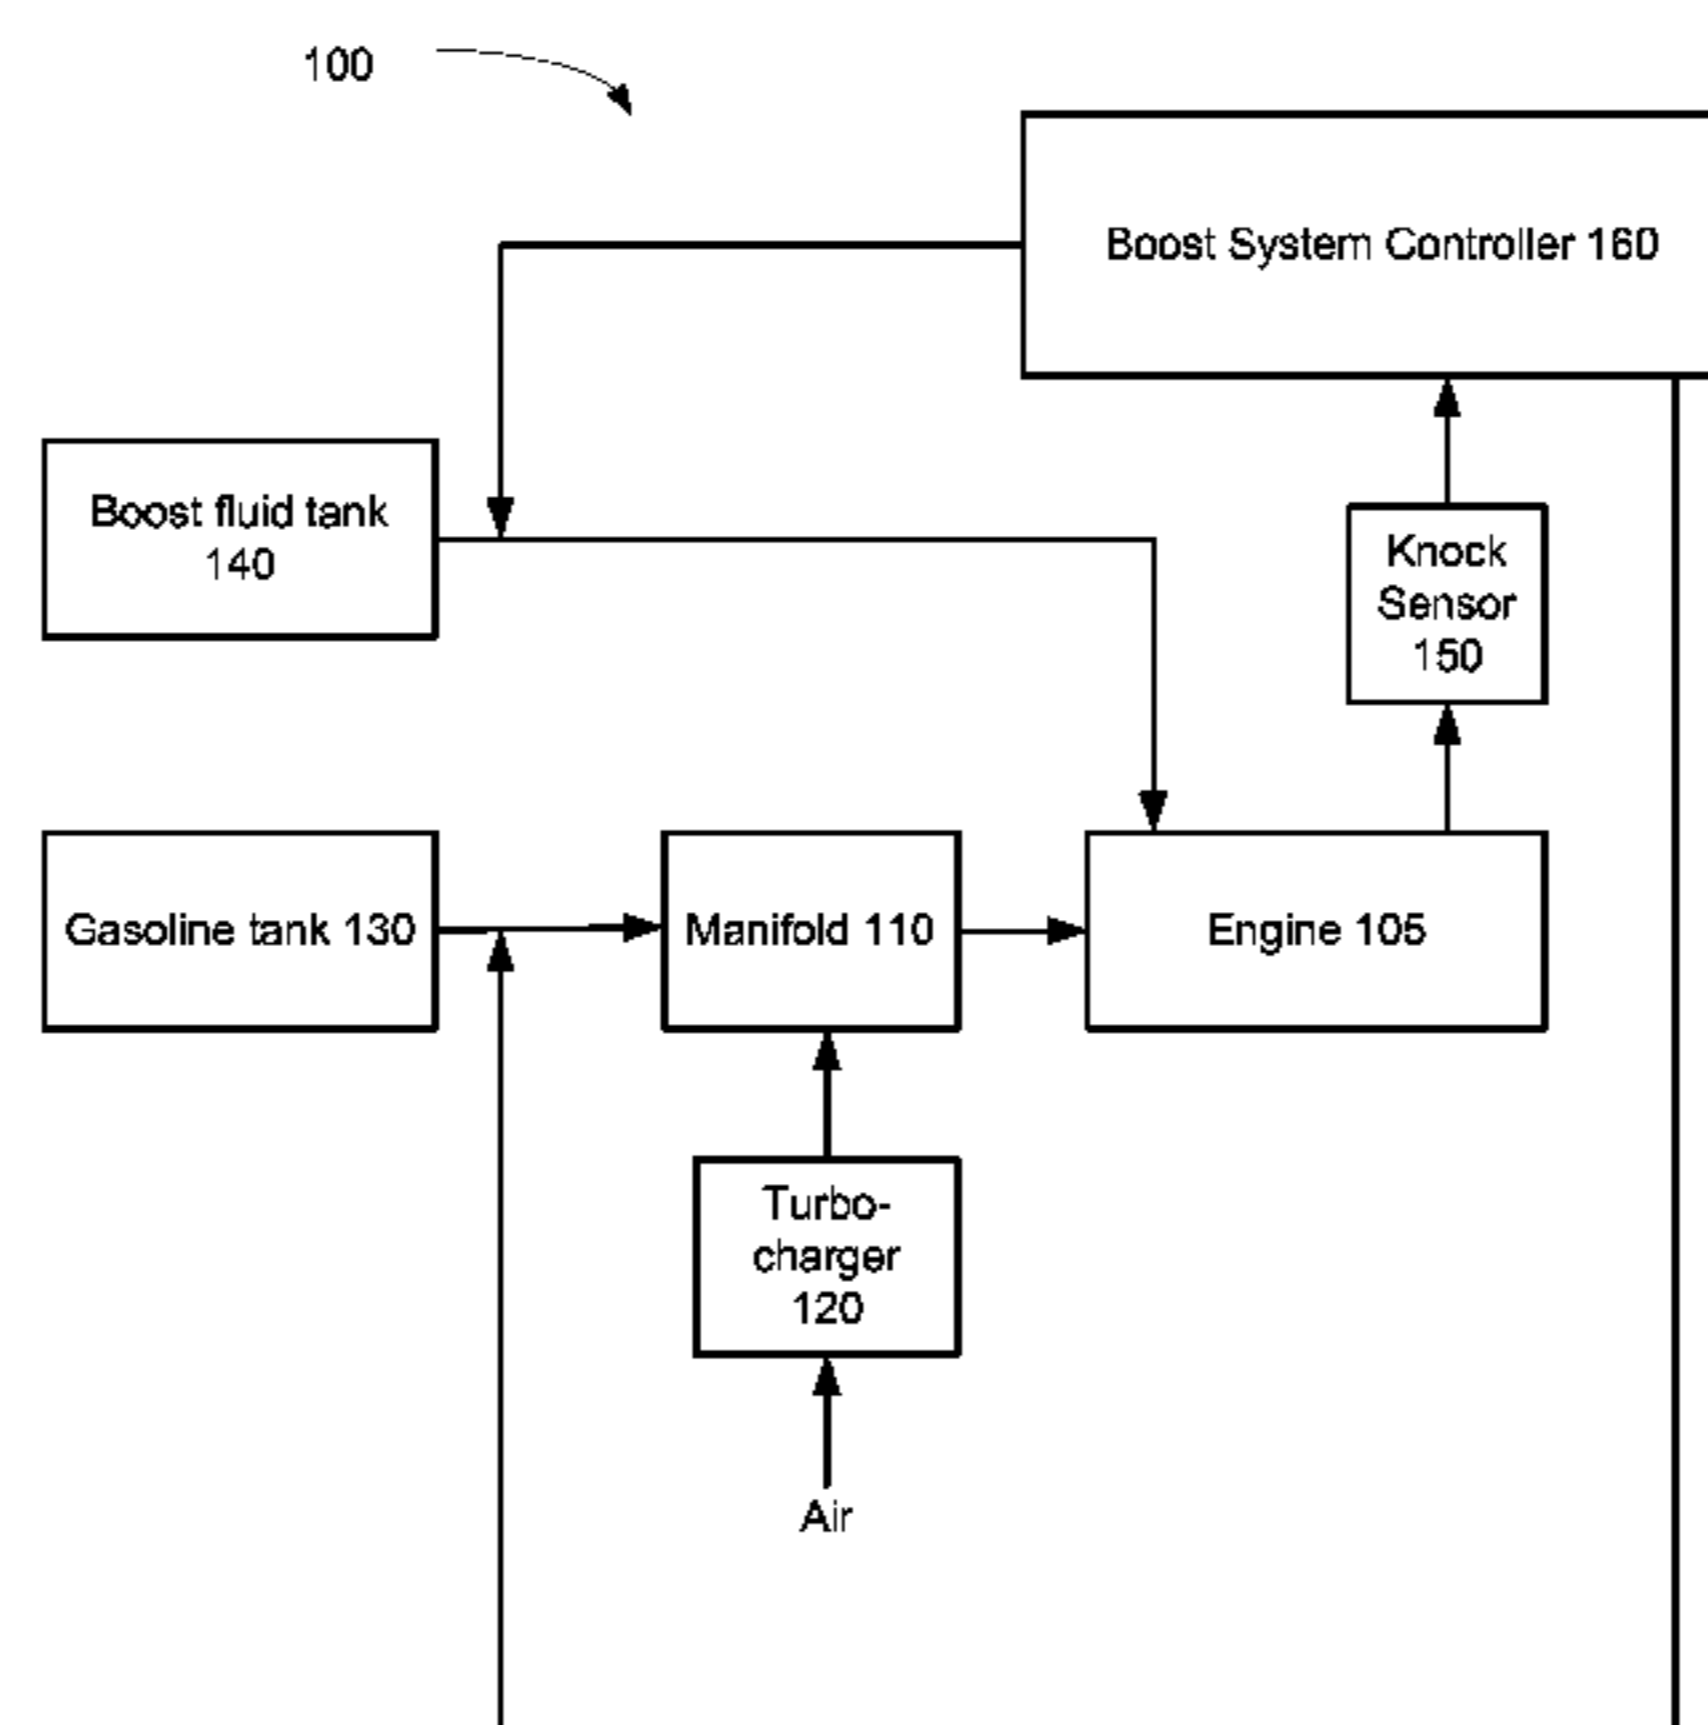 100
Boost System Controller 160
Boost fluid tank
140
Knock
Sensor
150
Gasoline tank 130
Manifold 110
Engine 105
Turbo-
charger
120
Air